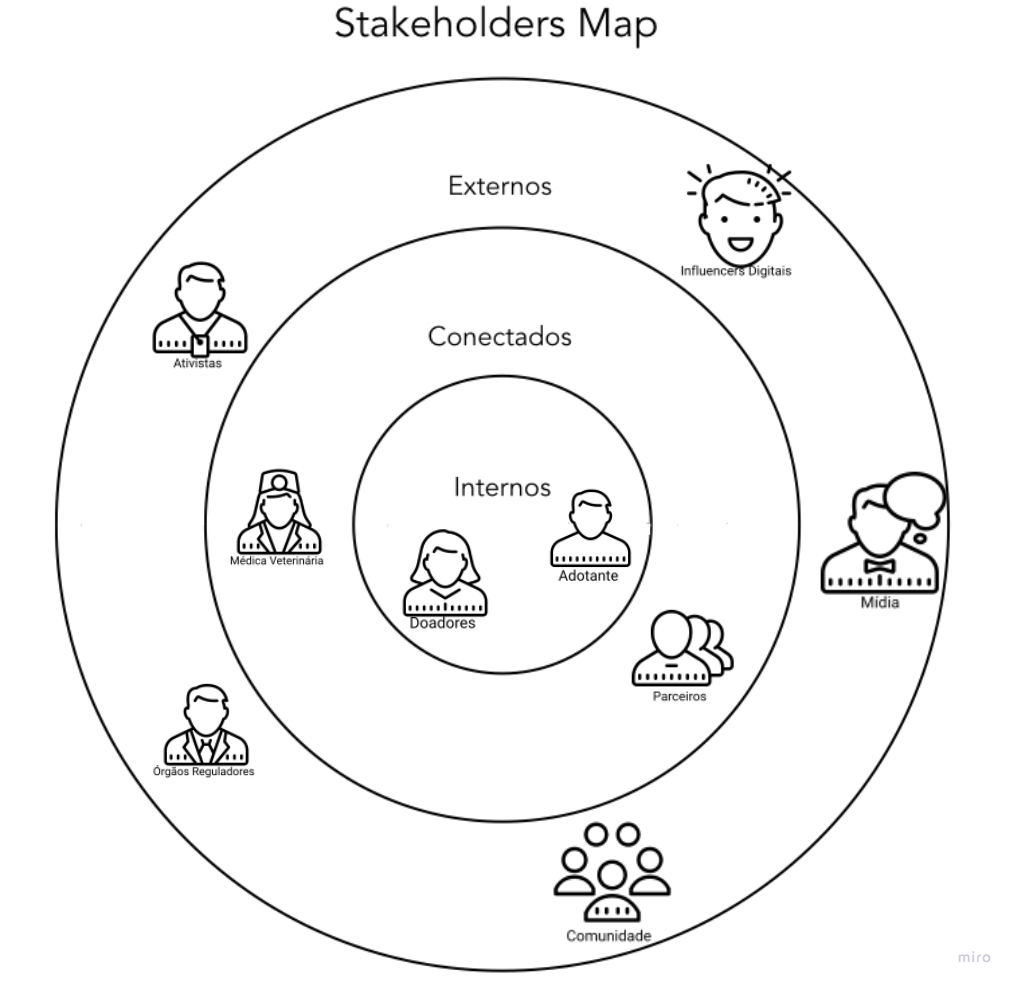 Stakeholders Map
Externos
Influencers Digitais
Ativistas
Conectados
Internos
Médica Veterinária
Adotante
Doadores
Mídia
Parceiros
Órgãos Reguladores
Comunidade
miro